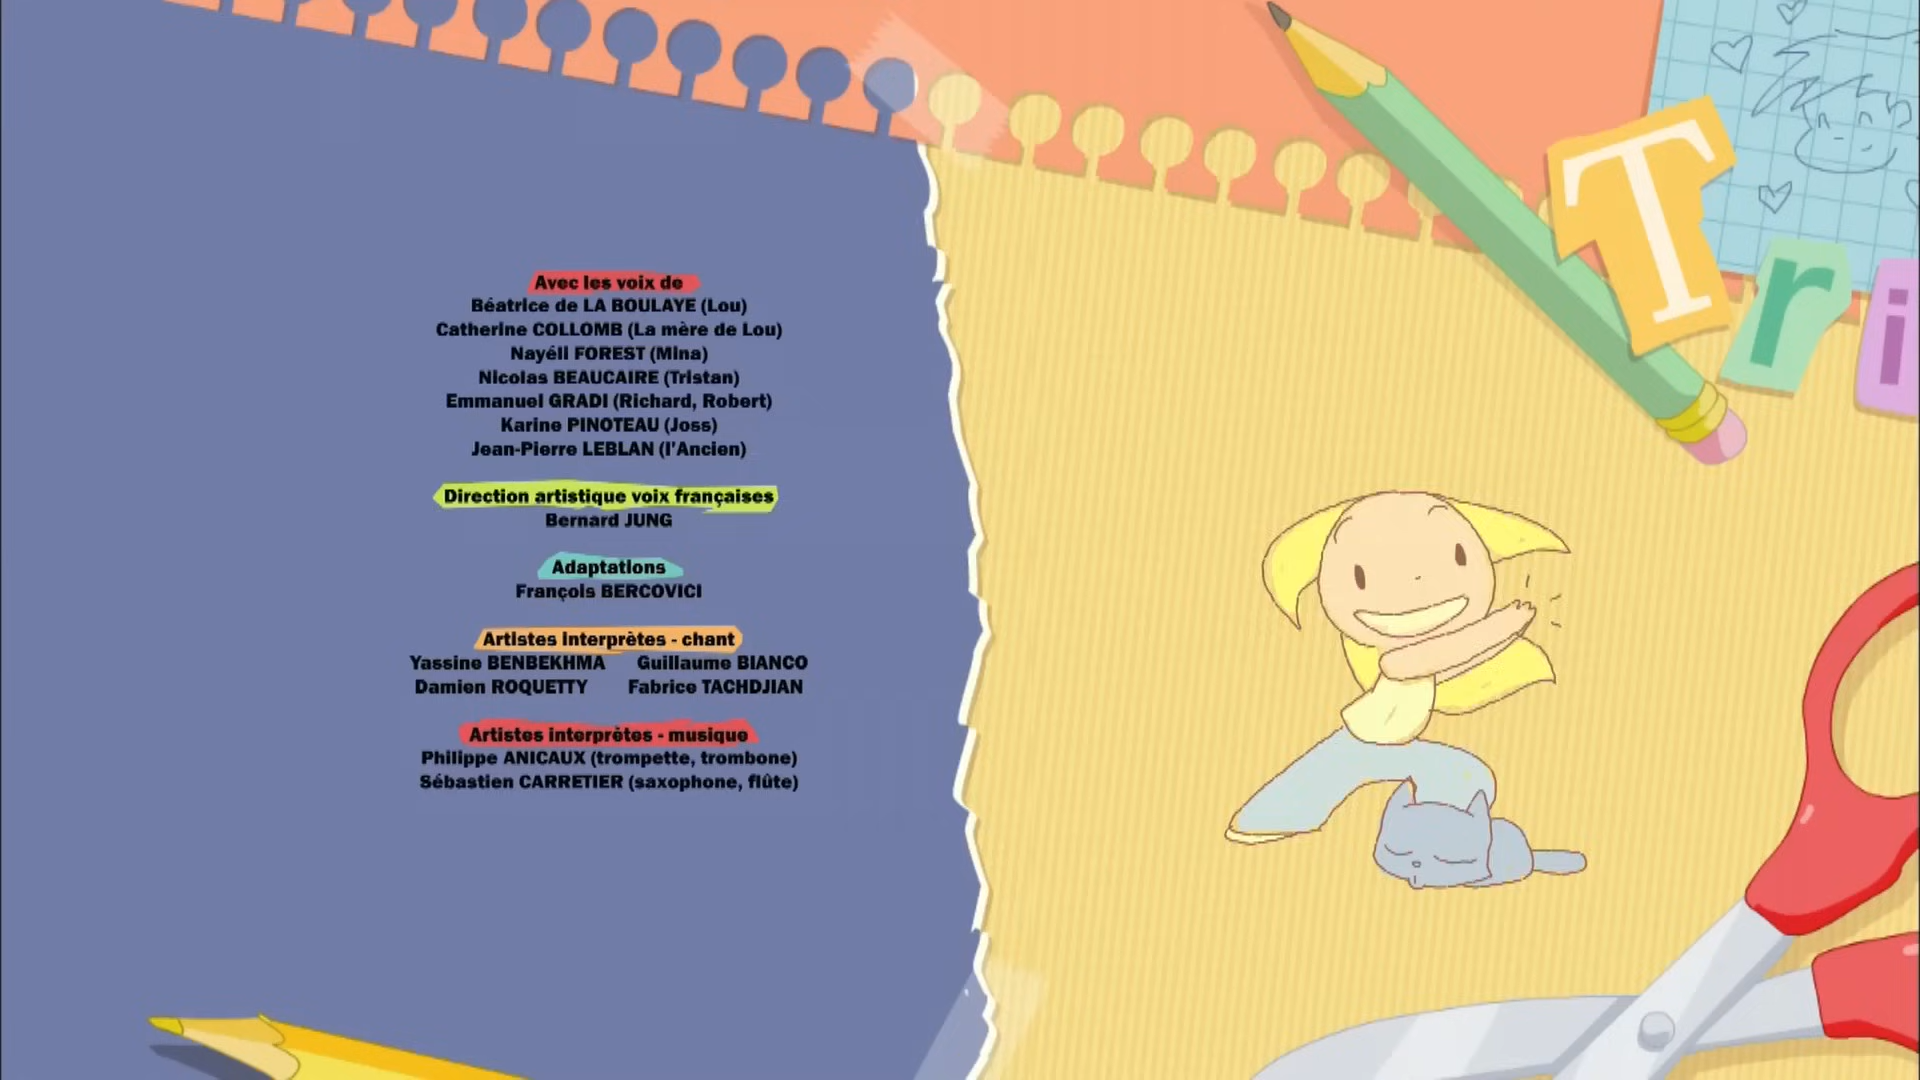 Avec les voix de
Béatrice de LA BOULAYE (Lou)
Catherine COLLOMB (La mère de Lou)
Nayéli FOREST (Mina)
Nicolas BEAUCAIRE (Tristan)
Emmanuel GRADI (Richard, Robert)
Karine PINOTEAU (Joss)
Jean-Pierre LEBLAN (l'Ancien)
Direction artistique voix françaises
Bernard JUNG
Adaptations
François BERCOVICI
Artistes interprètes - chant
Yassine BENBEKHMA Guillaume BIANCO
Damien ROQUETTY Fabrice TACHDJIAN
Artistes interprètes - musique
Philippe ANICAUX (trompette, trombone)
Sébastien CARRETIER (saxophone, flûte)
Tri